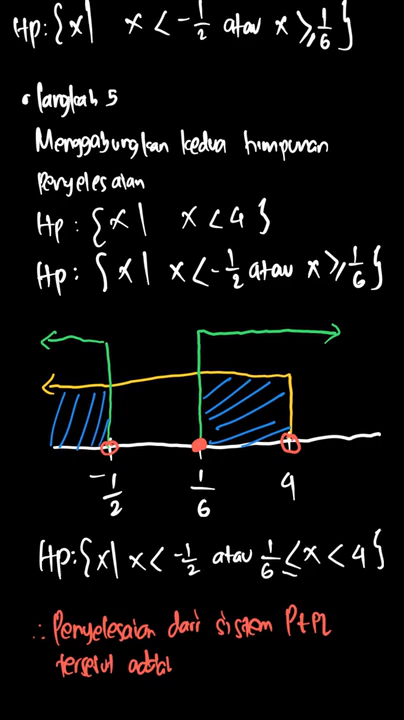 Hp: {x| x < -1/2 atau x ≥ 1/6}
• langkah 5
Menggabungkan kedua himpunan
Penyelesaian
Hp : {x| x < 4 }
Hp : {x| x < -1/2 atau x ≥ 1/6}
-1/2 1/6 4
Hp: {x| x < -1/2 atau 1/6 ≤ x < 4}
∴ Penyelesaian dari sistem PtPL
tersebut adalah